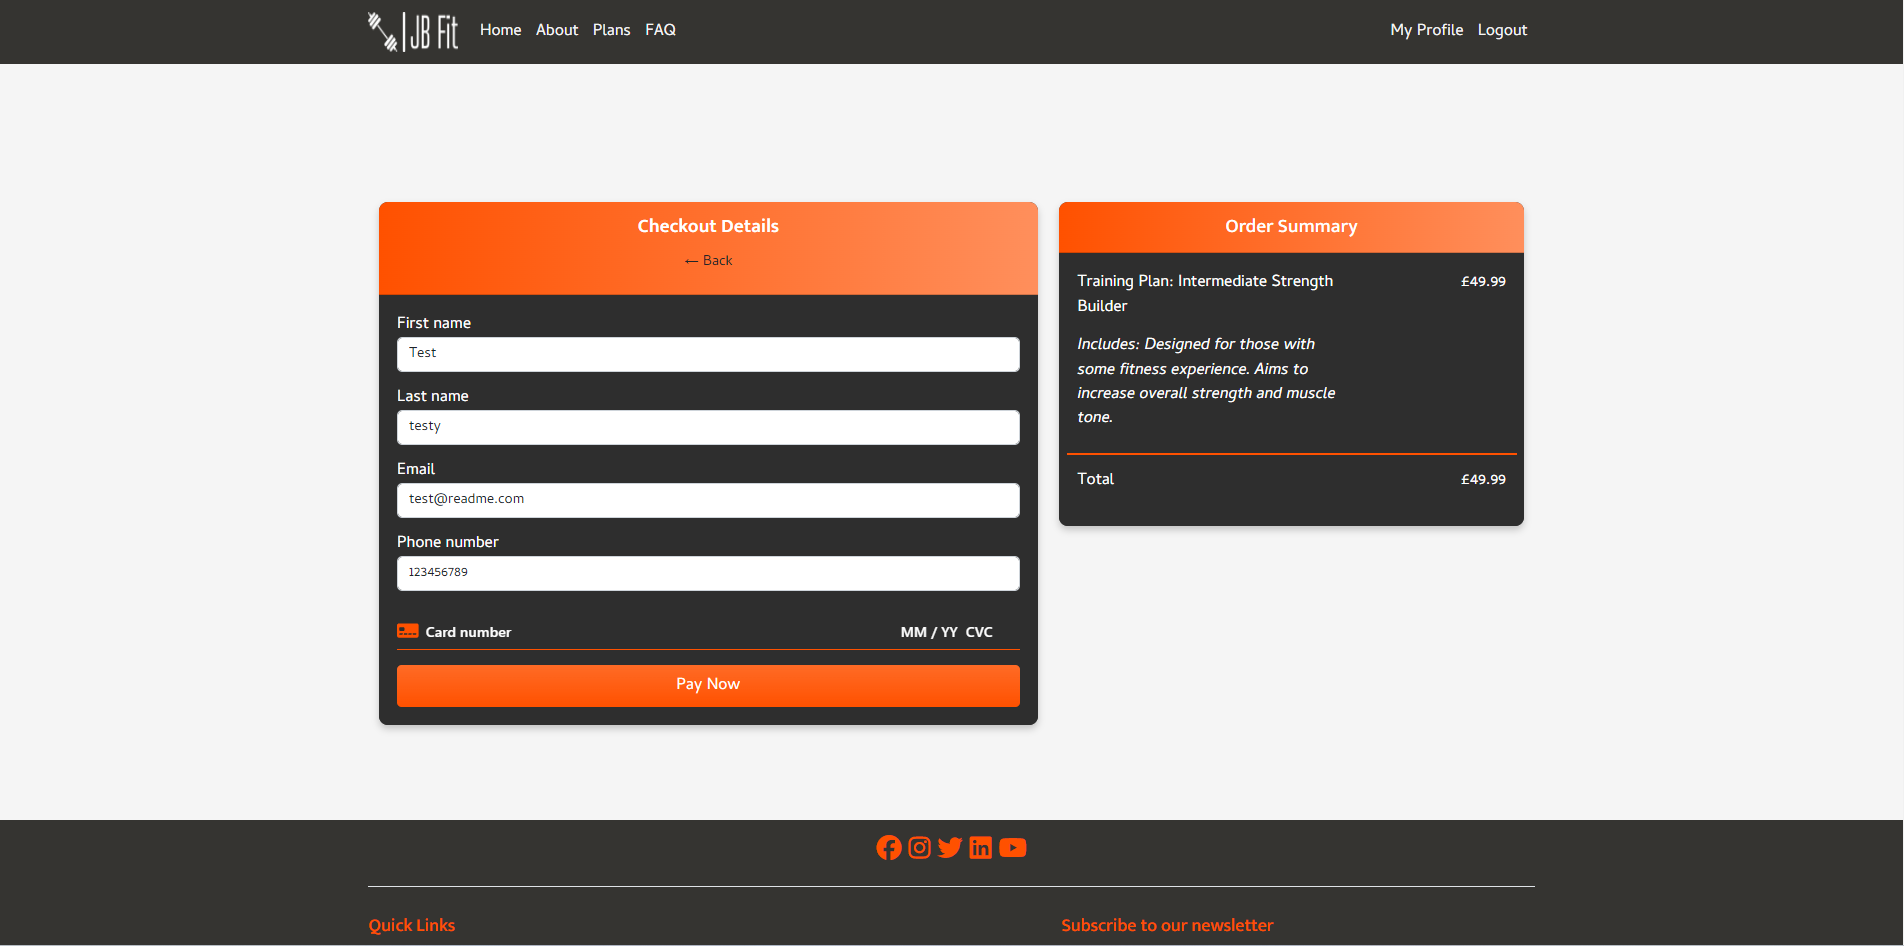 JB Fit
Home About Plans FAQ
My Profile Logout
Checkout Details
← Back
First name
Test
Last name
testy
Email
test@readme.com
Phone number
123456789
Card number MM / YY CVC
Pay Now
Order Summary
Training Plan: Intermediate Strength £49.99
Builder
Includes: Designed for those with
some fitness experience. Aims to
increase overall strength and muscle
tone.
Total £49.99
Quick Links
Subscribe to our newsletter